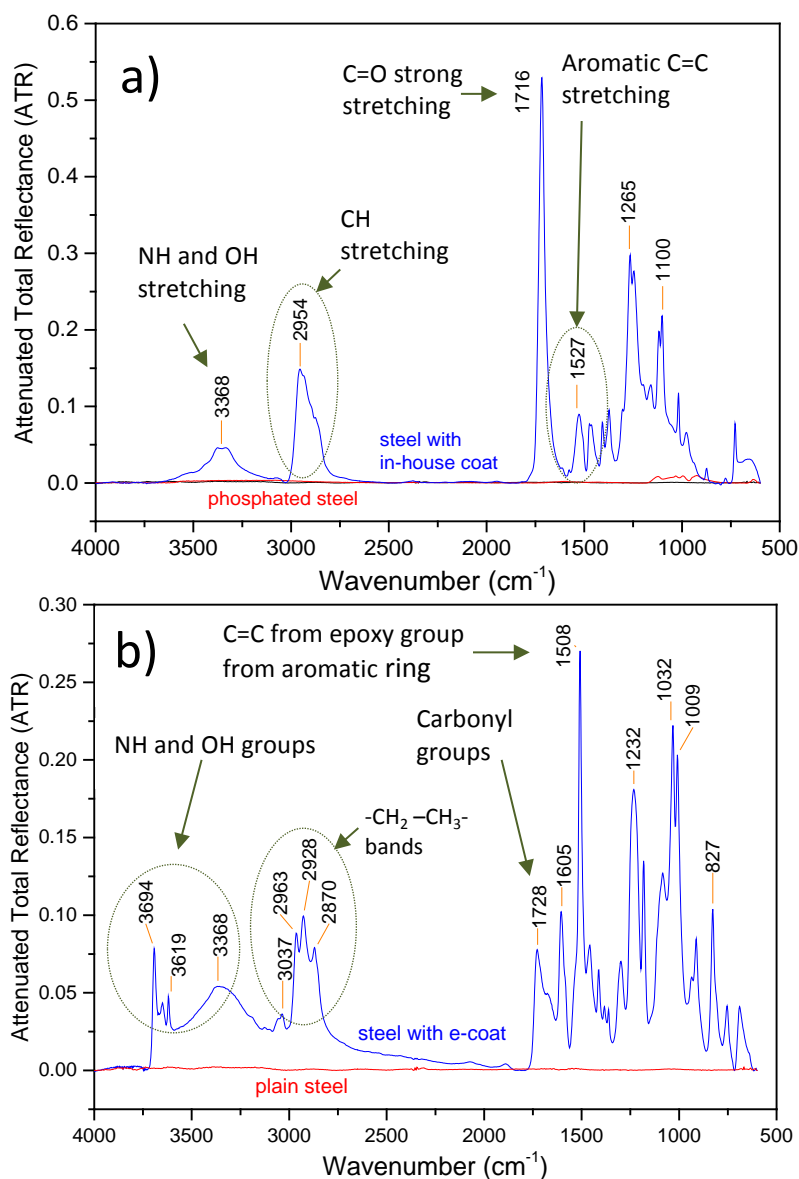 a)
Attenuated Total Reflectance (ATR)
0.6
0.5
0.4
0.3
0.2
0.1
0.0
C=O strong
stretching
1716
Aromatic C=C
stretching
NH and OH
stretching
CH
stretching
3368
2954
1527
1265
1100
steel with
in-house coat
phosphated steel
4000 3500 3000 2500 2000 1500 1000 500
Wavenumber (cm⁻¹)
b)
Attenuated Total Reflectance (ATR)
0.30
0.25
0.20
0.15
0.10
0.05
0.00
C=C from epoxy group
from aromatic ring
1508
NH and OH groups
Carbonyl
groups
-CH₂ –CH₃-
bands
3694
3619
3368
2963
3037
2928
2870
1728
1605
1232
1032
1009
827
steel with e-coat
plain steel
4000 3500 3000 2500 2000 1500 1000 500
Wavenumber (cm⁻¹)